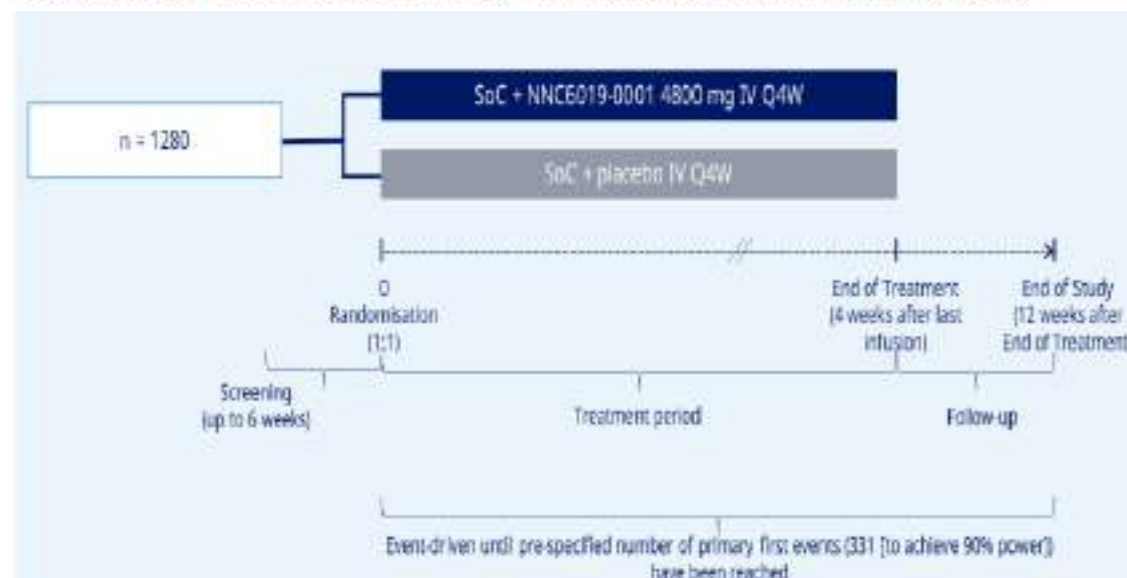 SoC + NNC6019-0001 4800 mg IV Q4W
n = 1280
SoC + placebo IV Q4W
0
Randomisation
(1:1)
End of Treatment
(4 weeks after last
infusion)
End of Study
(12 weeks after
End of Treatment
Screening
(up to 6 weeks)
Treatment period
Follow-up
Event-driven until pre-specified number of primary first events (331 [to achieve 90% power])
have been reached